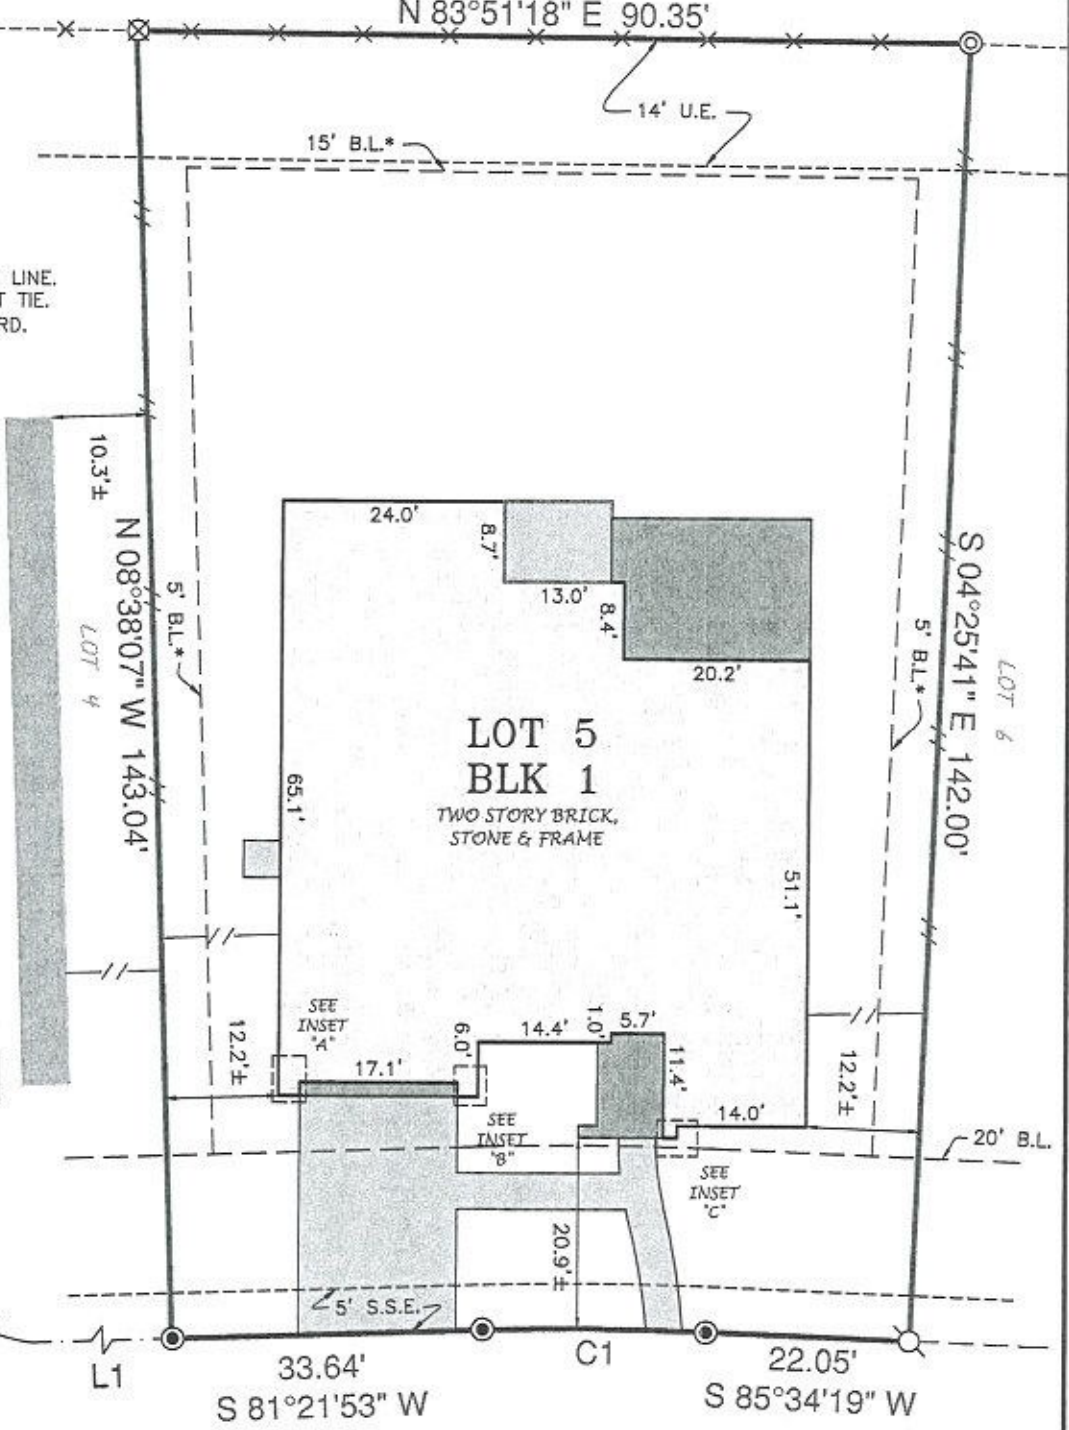 N 83°51'18" E 90.35'
14' U.E.
15' B.L.*
LINE.
T TIE.
RD.
10.3'±
24.0'
8.7'
13.0'
8.4'
20.2'
N 08°38'07" W 143.04'
5' B.L.*
LOT 4
S 04°25'41" E 142.00'
5' B.L.*
LOT 6
LOT 5
BLK 1
TWO STORY BRICK,
STONE & FRAME
65.1'
51.1'
SEE
INSET
"A"
12.2'±
17.1'
6.0'
14.4'
1.0'
5.7'
11.4'
14.0'
12.2'±
SEE
INSET
"B"
SEE
INSET
"C"
20' B.L.
20.9'±
5' S.S.E.
L1
33.64'
S 81°21'53" W
C1
22.05'
S 85°34'19" W